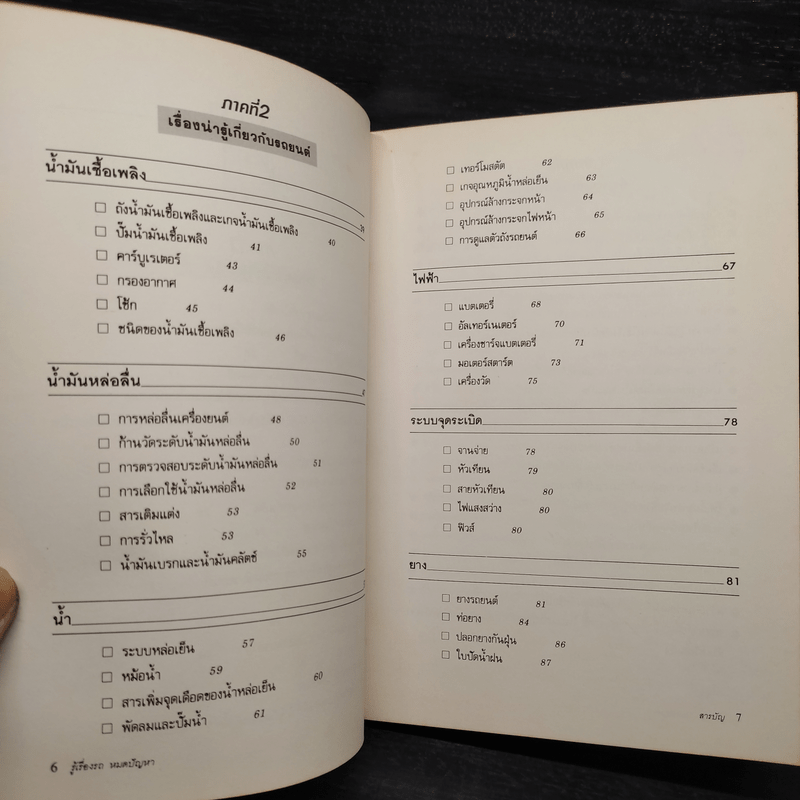 ภาคที่2
เรื่องน่ารู้เกี่ยวกับรถยนต์
น้ำมันเชื้อเพลิง
ถังน้ำมันเชื้อเพลิงและเกจน้ำมันเชื้อเพลิง 40
ปั๊มน้ำมันเชื้อเพลิง 41
คาร์บูเรเตอร์ 43
กรองอากาศ 44
โช้ก 45
ชนิดของน้ำมันเชื้อเพลิง 46
น้ำมันหล่อลื่น
การหล่อลื่นเครื่องยนต์ 48
ก้านวัดระดับน้ำมันหล่อลื่น 50
การตรวจสอบระดับน้ำมันหล่อลื่น 51
การเลือกใช้น้ำมันหล่อลื่น 52
สารเติมแต่ง 53
การรั่วไหล 53
น้ำมันเบรกและน้ำมันคลัตช์ 55
น้ำ
ระบบหล่อเย็น 57
หม้อน้ำ 59
สารเพิ่มจุดเดือดของน้ำหล่อเย็น 60
พัดลมและปั๊มน้ำ 61
6 รู้เรื่องรถ หมดปัญหา
เทอร์โมสตัต 62
เกจอุณหภูมิน้ำหล่อเย็น 63
อุปกรณ์ล้างกระจกหน้า 64
อุปกรณ์ล้างกระจกไฟหน้า 65
การดูแลตัวถังรถยนต์ 66
ไฟฟ้า 67
แบตเตอรี่ 68
อัลเทอร์เนเตอร์ 70
เครื่องชาร์จแบตเตอรี่ 71
มอเตอร์สตาร์ต 73
เครื่องวัด 75
ระบบจุดระเบิด 78
จานจ่าย 78
หัวเทียน 79
สายหัวเทียน 80
ไฟแสงสว่าง 80
ฟิวส์ 80
ยาง 81
ยางรถยนต์ 81
ท่อยาง 84
ปลอกยางกันฝุ่น 86
ใบปัดน้ำฝน 87
สารบัญ 7